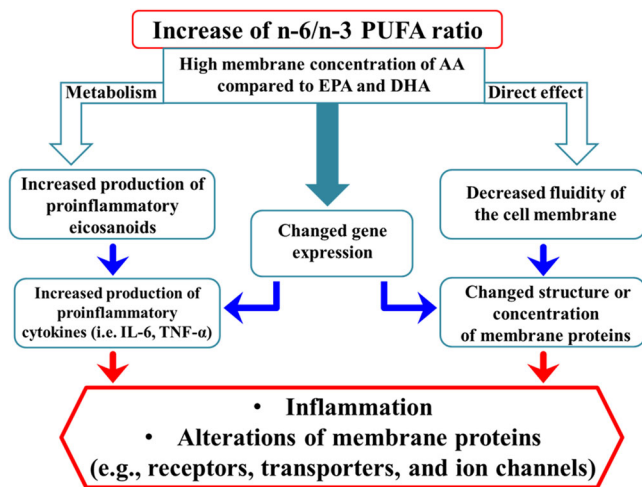 Increase of n-6/n-3 PUFA ratio
High membrane concentration of AA
compared to EPA and DHA
Metabolism
Direct effect
Increased production of
proinflammatory
eicosanoids
Changed gene
expression
Decreased fluidity of
the cell membrane
Increased production of
proinflammatory
cytokines (i.e. IL-6, TNF-α)
Changed structure or
concentration
of membrane proteins
• Inflammation
• Alterations of membrane proteins
(e.g., receptors, transporters, and ion channels)